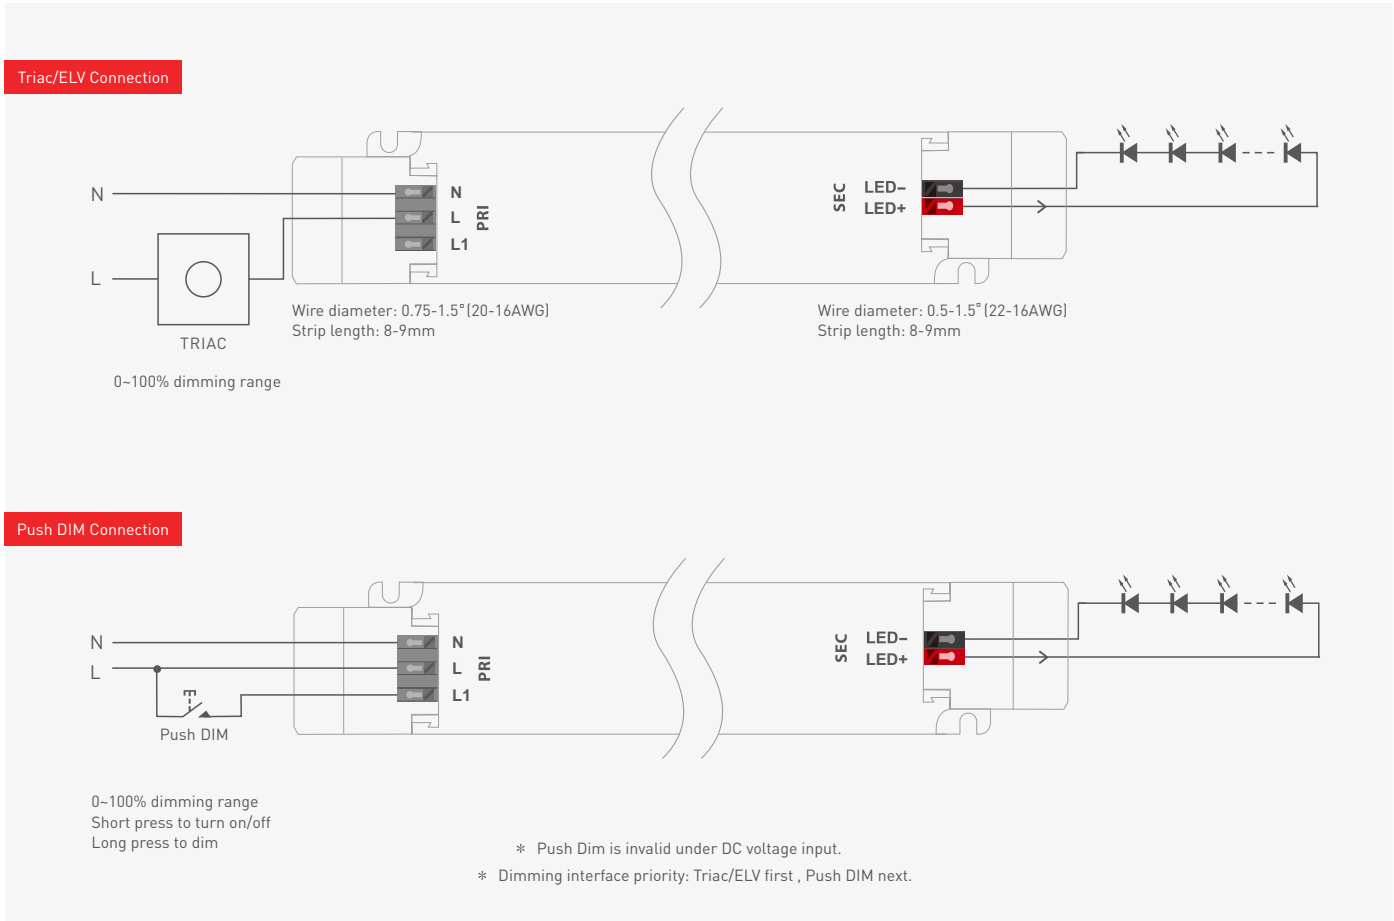 Triac/ELV Connection
N
L
TRIAC
0~100% dimming range
N
L
L1
PRI
Wire diameter: 0.75-1.5² (20-16AWG)
Strip length: 8-9mm
SEC
LED−
LED+
Wire diameter: 0.5-1.5² (22-16AWG)
Strip length: 8-9mm
Push DIM Connection
N
L
Push DIM
N
L
L1
PRI
SEC
LED−
LED+
0~100% dimming range
Short press to turn on/off
Long press to dim
* Push Dim is invalid under DC voltage input.
* Dimming interface priority: Triac/ELV first , Push DIM next.